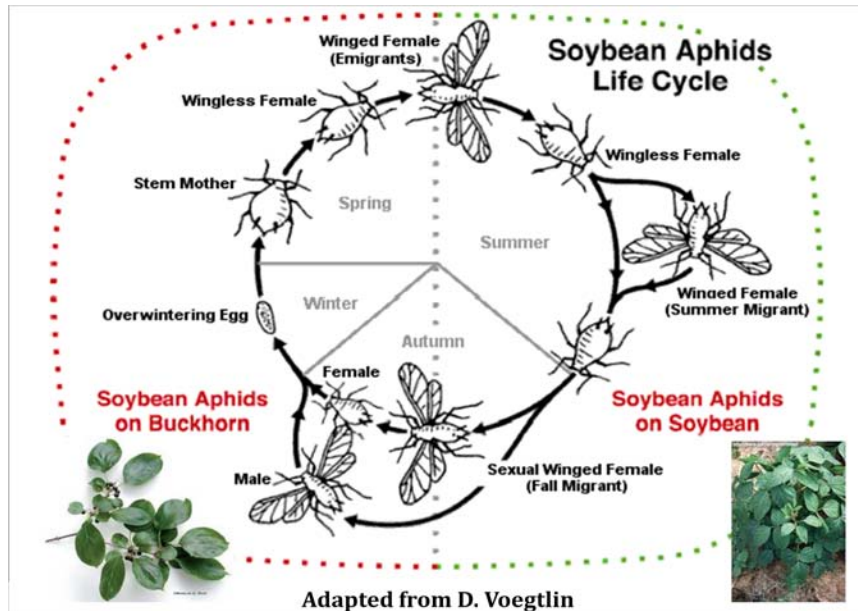 Soybean Aphids
Life Cycle
Winged Female
(Emigrants)
Wingless Female
Stem Mother
Wingless Female
Spring
Summer
Winged Female
(Summer Migrant)
Winter
Overwintering Egg
Autumn
Female
Soybean Aphids
on Buckhorn
Soybean Aphids
on Soybean
Male
Sexual Winged Female
(Fall Migrant)
Adapted from D. Voegtlin